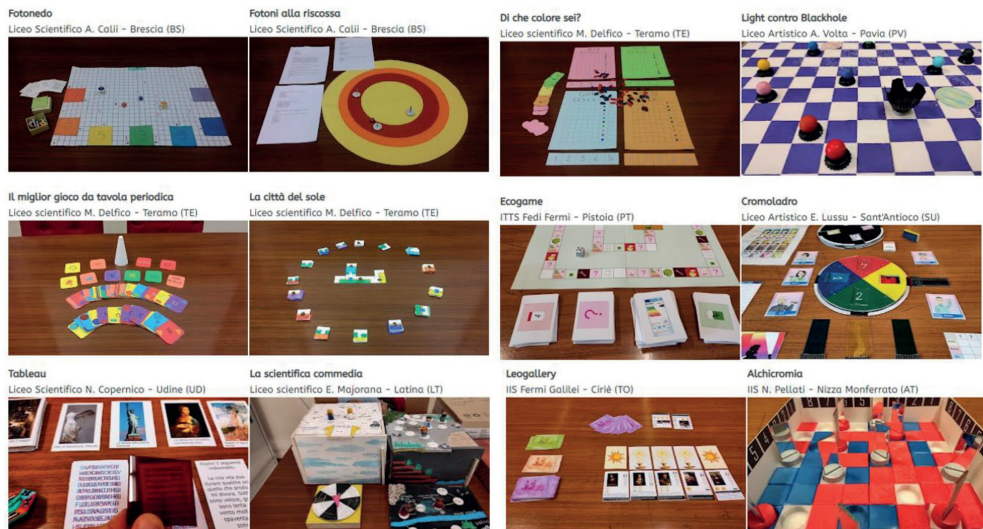 Fotonedo
Liceo Scientifico A. Calii - Brescia (BS)
Fotoni alla riscossa
Liceo Scientifico A. Calii - Brescia (BS)
Di che colore sei?
Liceo scientifico M. Delfico - Teramo (TE)
Light contro Blackhole
Liceo Artistico A. Volta - Pavia (PV)
Il miglior gioco da tavola periodica
Liceo scientifico M. Delfico - Teramo (TE)
La città del sole
Liceo scientifico M. Delfico - Teramo (TE)
Ecogame
ITTS Fedi Fermi - Pistoia (PT)
Cromoladro
Liceo Artistico E. Lussu - Sant'Antioco (SU)
Tableau
Liceo Scientifico N. Copernico - Udine (UD)
La scientifica commedia
Liceo scientifico E. Majorana - Latina (LT)
Leogallery
IIS Fermi Galilei - Ciriè (TO)
Alchicromia
IIS N. Pellati - Nizza Monferrato (AT)